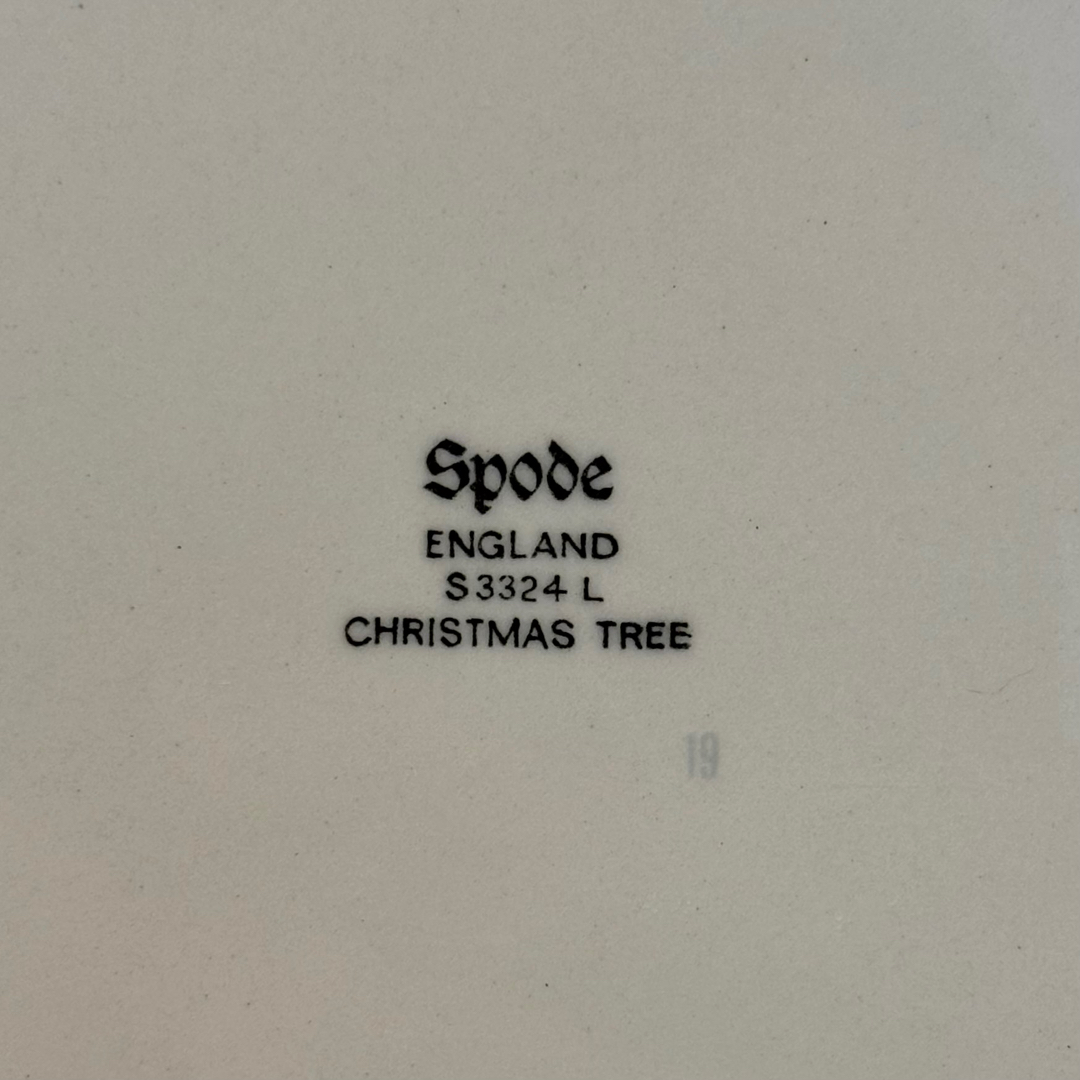 Spode
ENGLAND
S3324 L
CHRISTMAS TREE
19